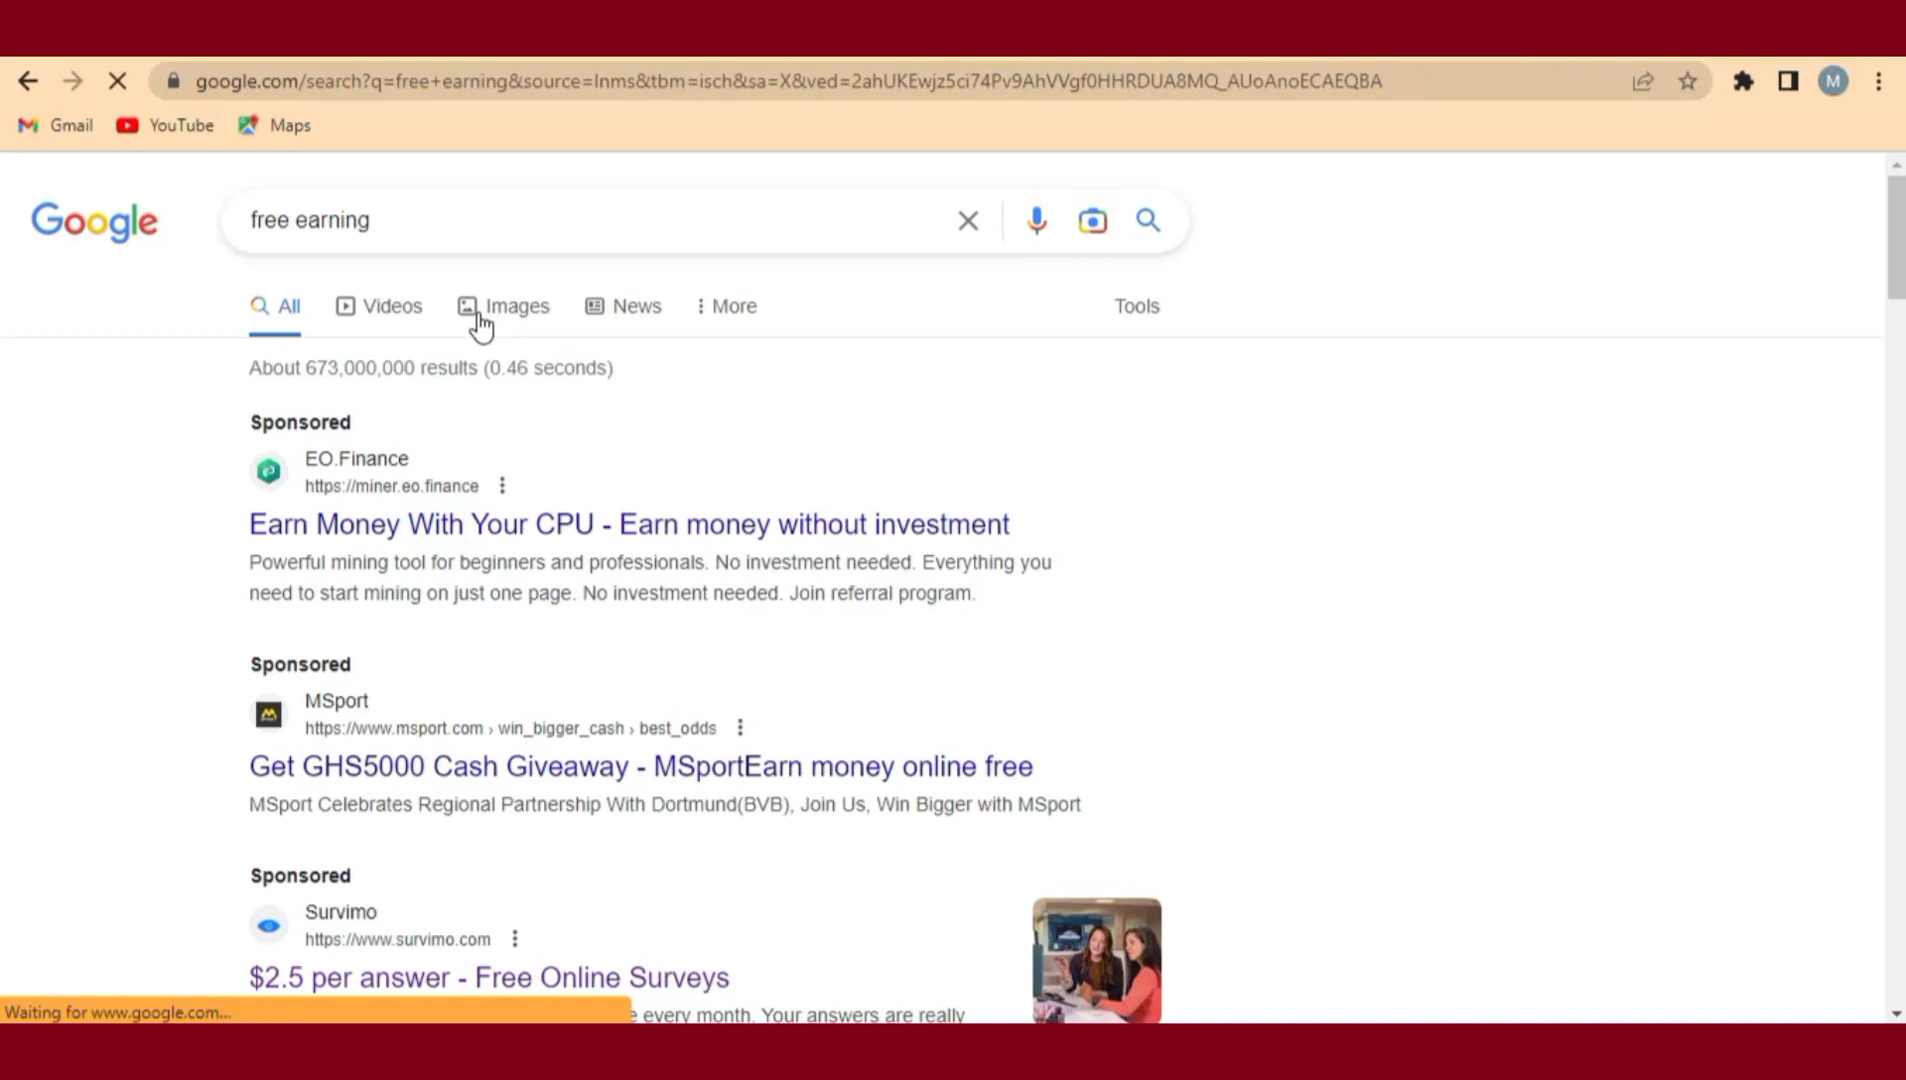 google.com/search?q=free+earning&source=lnms&tbm=isch&sa=X&ved=2ahUKEwjz5ci74Pv9AhVVgf0HHRDUA8MQ_AUoAnoECAEQBA
M
Gmail YouTube Maps
Google
free earning
All Videos Images News More Tools
About 673,000,000 results (0.46 seconds)
Sponsored
EO.Finance
https://miner.eo.finance
Earn Money With Your CPU - Earn money without investment
Powerful mining tool for beginners and professionals. No investment needed. Everything you
need to start mining on just one page. No investment needed. Join referral program.
Sponsored
MSport
https://www.msport.com › win_bigger_cash › best_odds
Get GHS5000 Cash Giveaway - MSportEarn money online free
MSport Celebrates Regional Partnership With Dortmund(BVB), Join Us, Win Bigger with MSport
Sponsored
Survimo
https://www.survimo.com
$2.5 per answer - Free Online Surveys
every month. Your answers are really
Waiting for www.google.com...